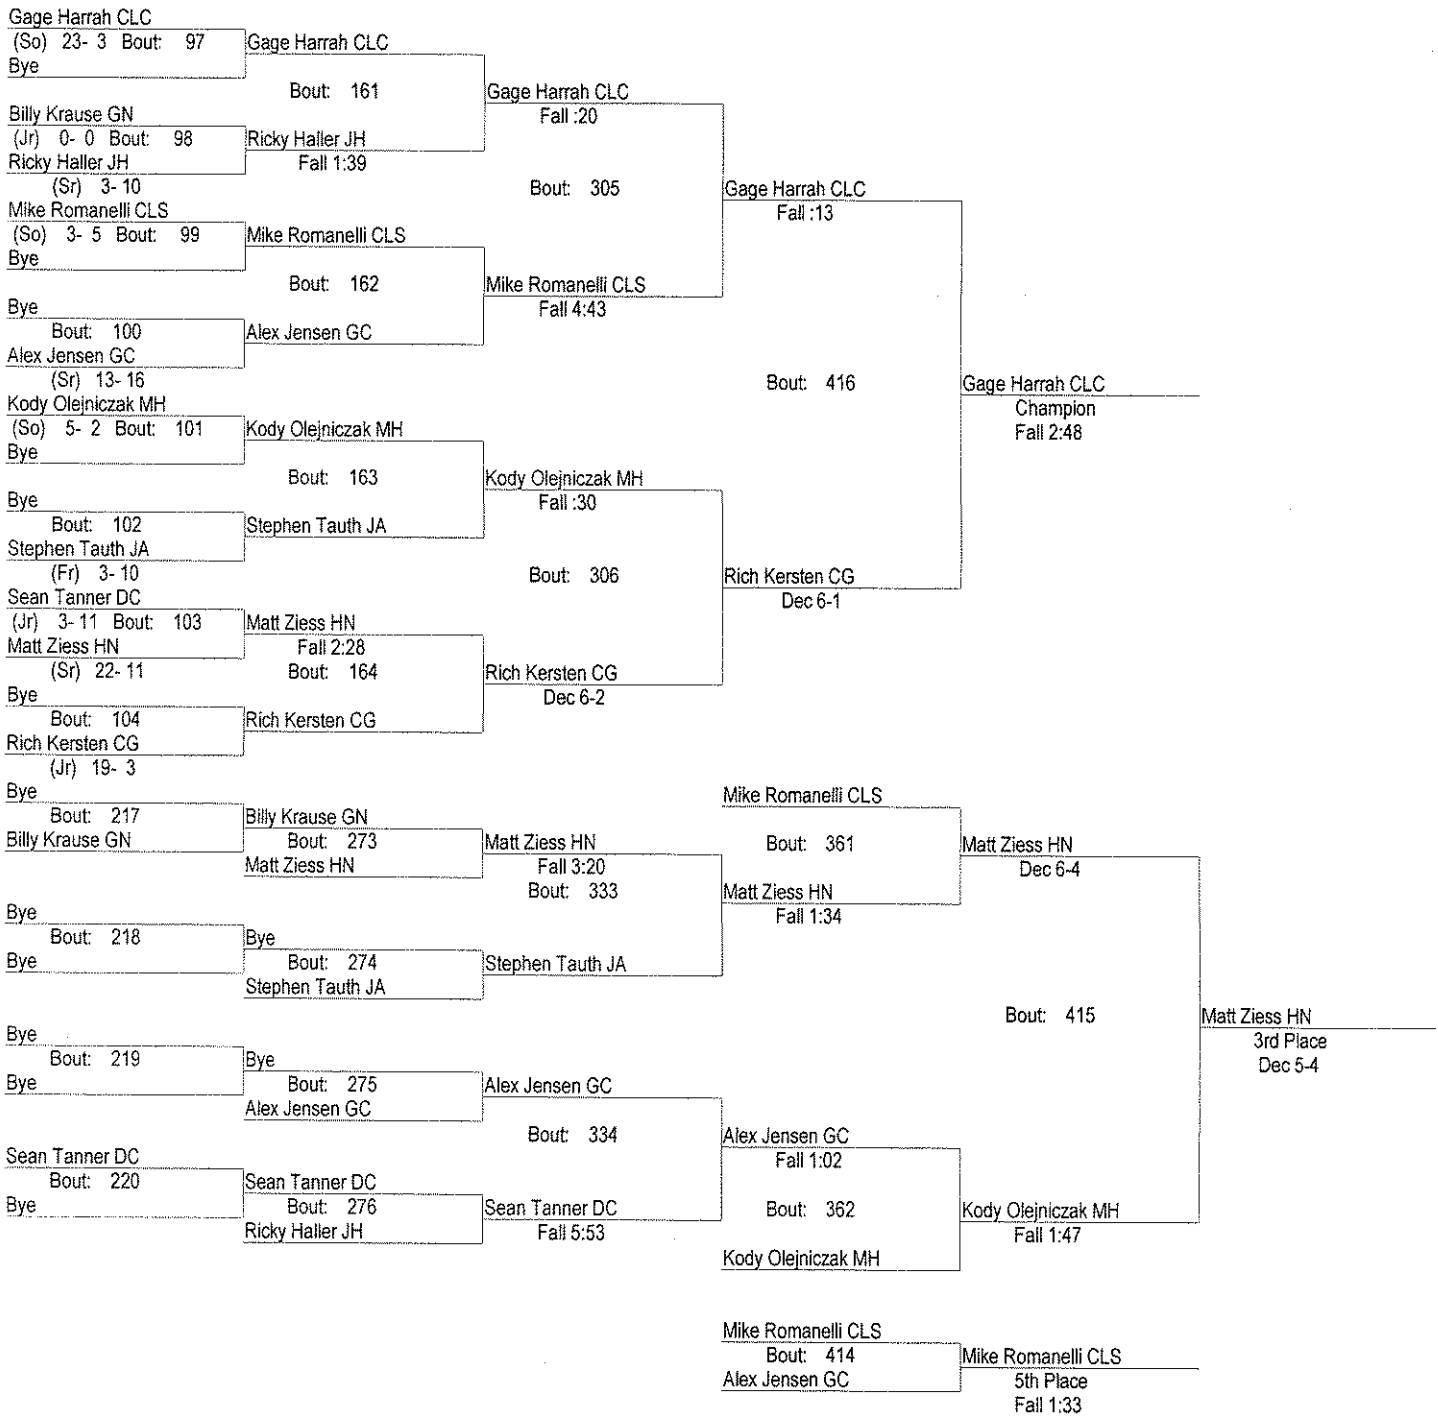 Gage Harrah CLC
(So) 23- 3 Bout: 97
Bye
Gage Harrah CLC
Bout: 161
Billy Krause GN
(Jr) 0- 0 Bout: 98
Ricky Haller JH
(Sr) 3- 10
Ricky Haller JH
Fall 1:39
Gage Harrah CLC
Fall :20
Bout: 305
Mike Romanelli CLS
(So) 3- 5 Bout: 99
Bye
Mike Romanelli CLS
Bout: 162
Bye
Bout: 100
Alex Jensen GC
(Sr) 13- 16
Alex Jensen GC
Mike Romanelli CLS
Fall 4:43
Gage Harrah CLC
Fall :13
Bout: 416
Kody Olejniczak MH
(So) 5- 2 Bout: 101
Bye
Kody Olejniczak MH
Bout: 163
Bye
Bout: 102
Stephen Tauth JA
(Fr) 3- 10
Stephen Tauth JA
Kody Olejniczak MH
Fall :30
Bout: 306
Sean Tanner DC
(Jr) 3- 11 Bout: 103
Matt Ziess HN
(Sr) 22- 11
Matt Ziess HN
Fall 2:28
Bout: 164
Bye
Bout: 104
Rich Kersten CG
(Jr) 19- 3
Rich Kersten CG
Rich Kersten CG
Dec 6-2
Rich Kersten CG
Dec 6-1
Gage Harrah CLC
Champion
Fall 2:48
Bye
Bout: 217
Billy Krause GN
Billy Krause GN
Bout: 273
Matt Ziess HN
Matt Ziess HN
Fall 3:20
Bout: 333
Bye
Bout: 218
Bye
Bye
Bout: 274
Stephen Tauth JA
Stephen Tauth JA
Mike Romanelli CLS
Bout: 361
Matt Ziess HN
Fall 1:34
Matt Ziess HN
Dec 6-4
Bout: 415
Bye
Bout: 219
Bye
Bye
Bout: 275
Alex Jensen GC
Alex Jensen GC
Bout: 334
Sean Tanner DC
Bout: 220
Bye
Sean Tanner DC
Bout: 276
Ricky Haller JH
Sean Tanner DC
Fall 5:53
Alex Jensen GC
Fall 1:02
Bout: 362
Kody Olejniczak MH
Kody Olejniczak MH
Fall 1:47
Matt Ziess HN
3rd Place
Dec 5-4
Mike Romanelli CLS
Bout: 414
Alex Jensen GC
Mike Romanelli CLS
5th Place
Fall 1:33